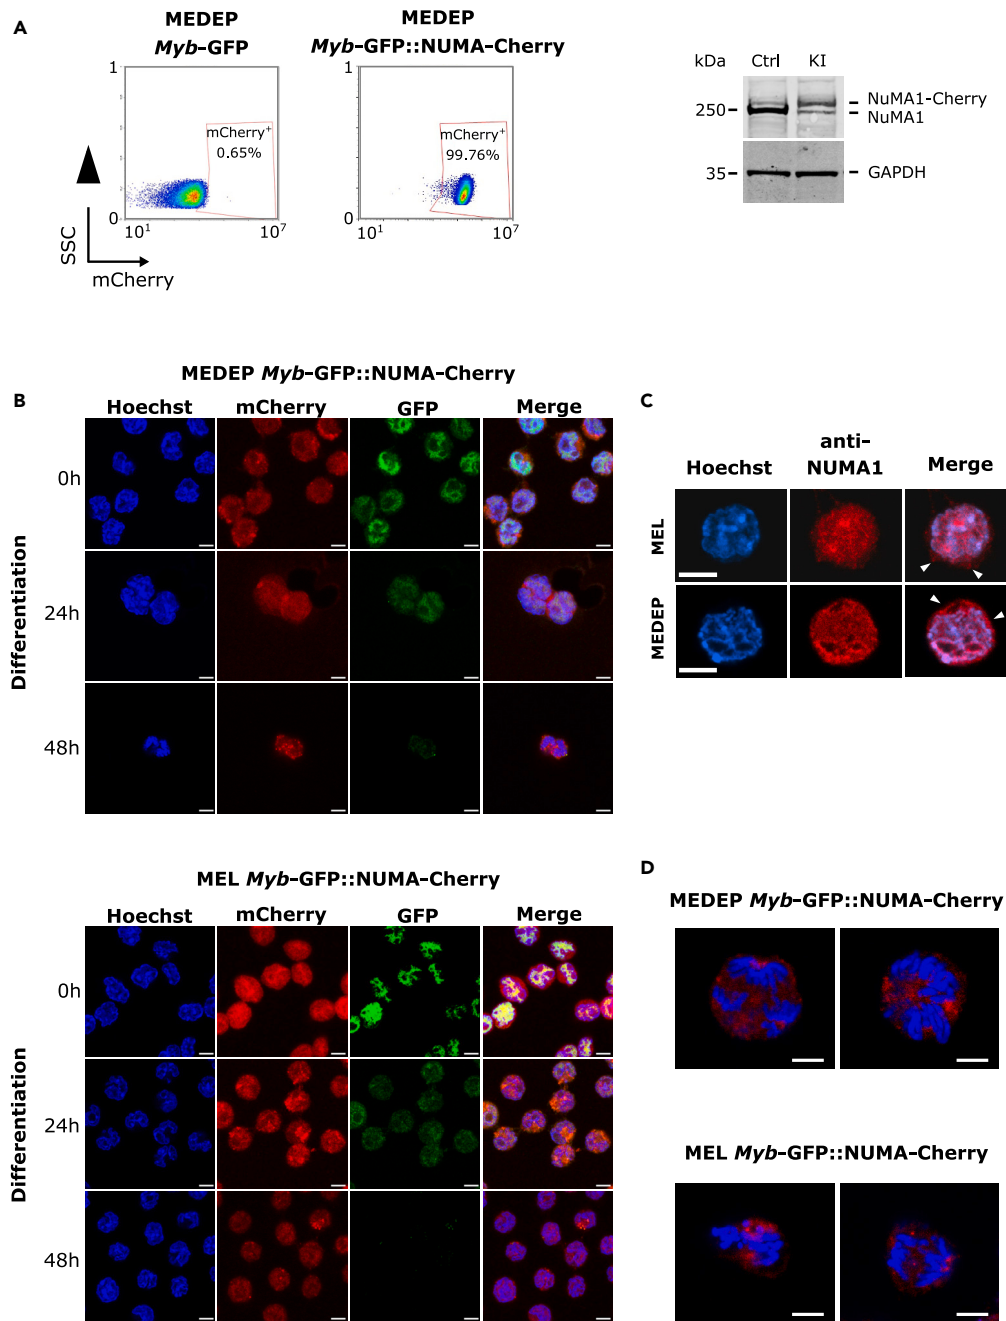 A
MEDEP
Myb-GFP
1
0
mCherry+
0.65%
10¹
10⁷
SSC
mCherry
MEDEP
Myb-GFP::NUMA-Cherry
1
0
mCherry+
99.76%
10¹
10⁷
kDa
Ctrl
KI
250
NuMA1-Cherry
NuMA1
35
GAPDH
B
MEDEP Myb-GFP::NUMA-Cherry
Hoechst
mCherry
GFP
Merge
Differentiation
0h
24h
48h
MEL Myb-GFP::NUMA-Cherry
Hoechst
mCherry
GFP
Merge
Differentiation
0h
24h
48h
C
Hoechst
anti-
NUMA1
Merge
MEL
MEDEP
D
MEDEP Myb-GFP::NUMA-Cherry
MEL Myb-GFP::NUMA-Cherry